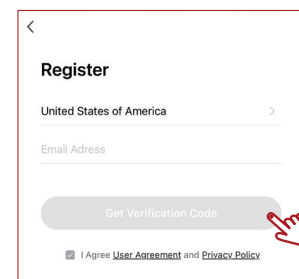 Register
United States of America
Email Adress
Get Verification Code
I Agree User Agreement and Privacy Policy